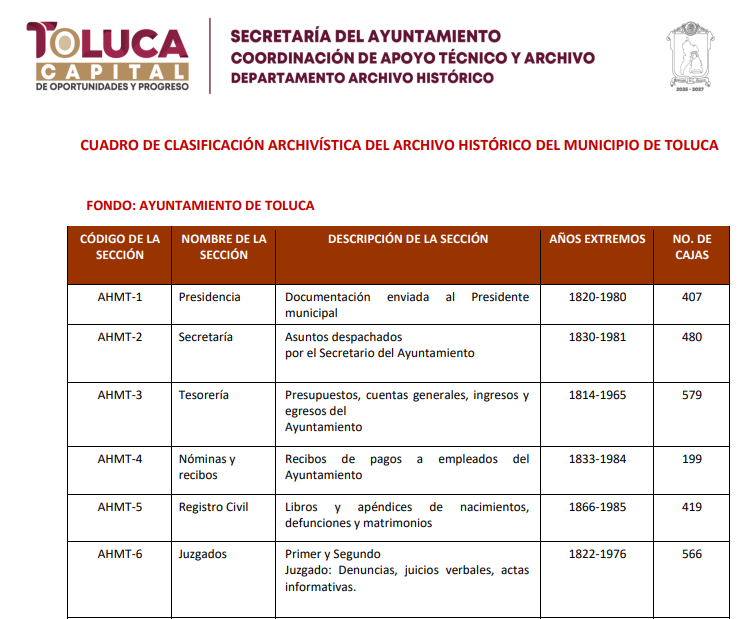 TOLUCA
CAPITAL
DE OPORTUNIDADES Y PROGRESO
SECRETARÍA DEL AYUNTAMIENTO
COORDINACIÓN DE APOYO TÉCNICO Y ARCHIVO
DEPARTAMENTO ARCHIVO HISTÓRICO
2025 - 2027
CUADRO DE CLASIFICACIÓN ARCHIVÍSTICA DEL ARCHIVO HISTÓRICO DEL MUNICIPIO DE TOLUCA
FONDO: AYUNTAMIENTO DE TOLUCA
CÓDIGO DE LA
SECCIÓN
NOMBRE DE LA
SECCIÓN
DESCRIPCIÓN DE LA SECCIÓN
AÑOS EXTREMOS
NO. DE
CAJAS
AHMT-1
Presidencia
Documentación enviada al Presidente
municipal
1820-1980
407
AHMT-2
Secretaría
Asuntos despachados
por el Secretario del Ayuntamiento
1830-1981
480
AHMT-3
Tesorería
Presupuestos, cuentas generales, ingresos y
egresos del
Ayuntamiento
1814-1965
579
AHMT-4
Nóminas y
recibos
Recibos de pagos a empleados del
Ayuntamiento
1833-1984
199
AHMT-5
Registro Civil
Libros y apéndices de nacimientos,
defunciones y matrimonios
1866-1985
419
AHMT-6
Juzgados
Primer y Segundo
Juzgado: Denuncias, juicios verbales, actas
informativas.
1822-1976
566